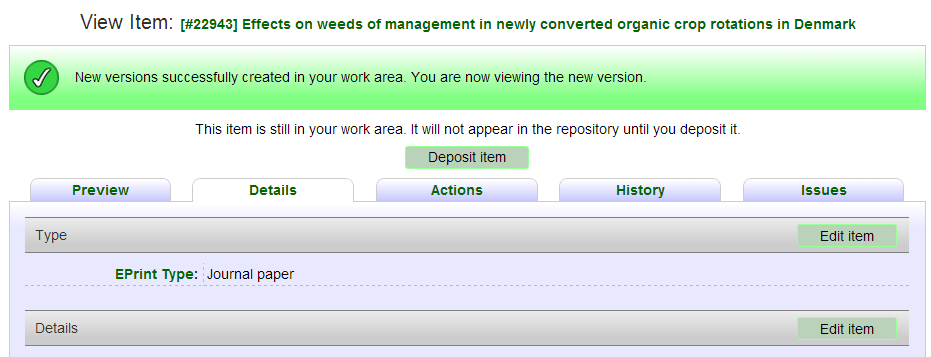 View Item: [#22943] Effects on weeds of management in newly converted organic crop rotations in Denmark
New versions successfully created in your work area. You are now viewing the new version.
This item is still in your work area. It will not appear in the repository until you deposit it.
Deposit item
Preview Details Actions History Issues
Type Edit item
EPrint Type: Journal paper
Details Edit item